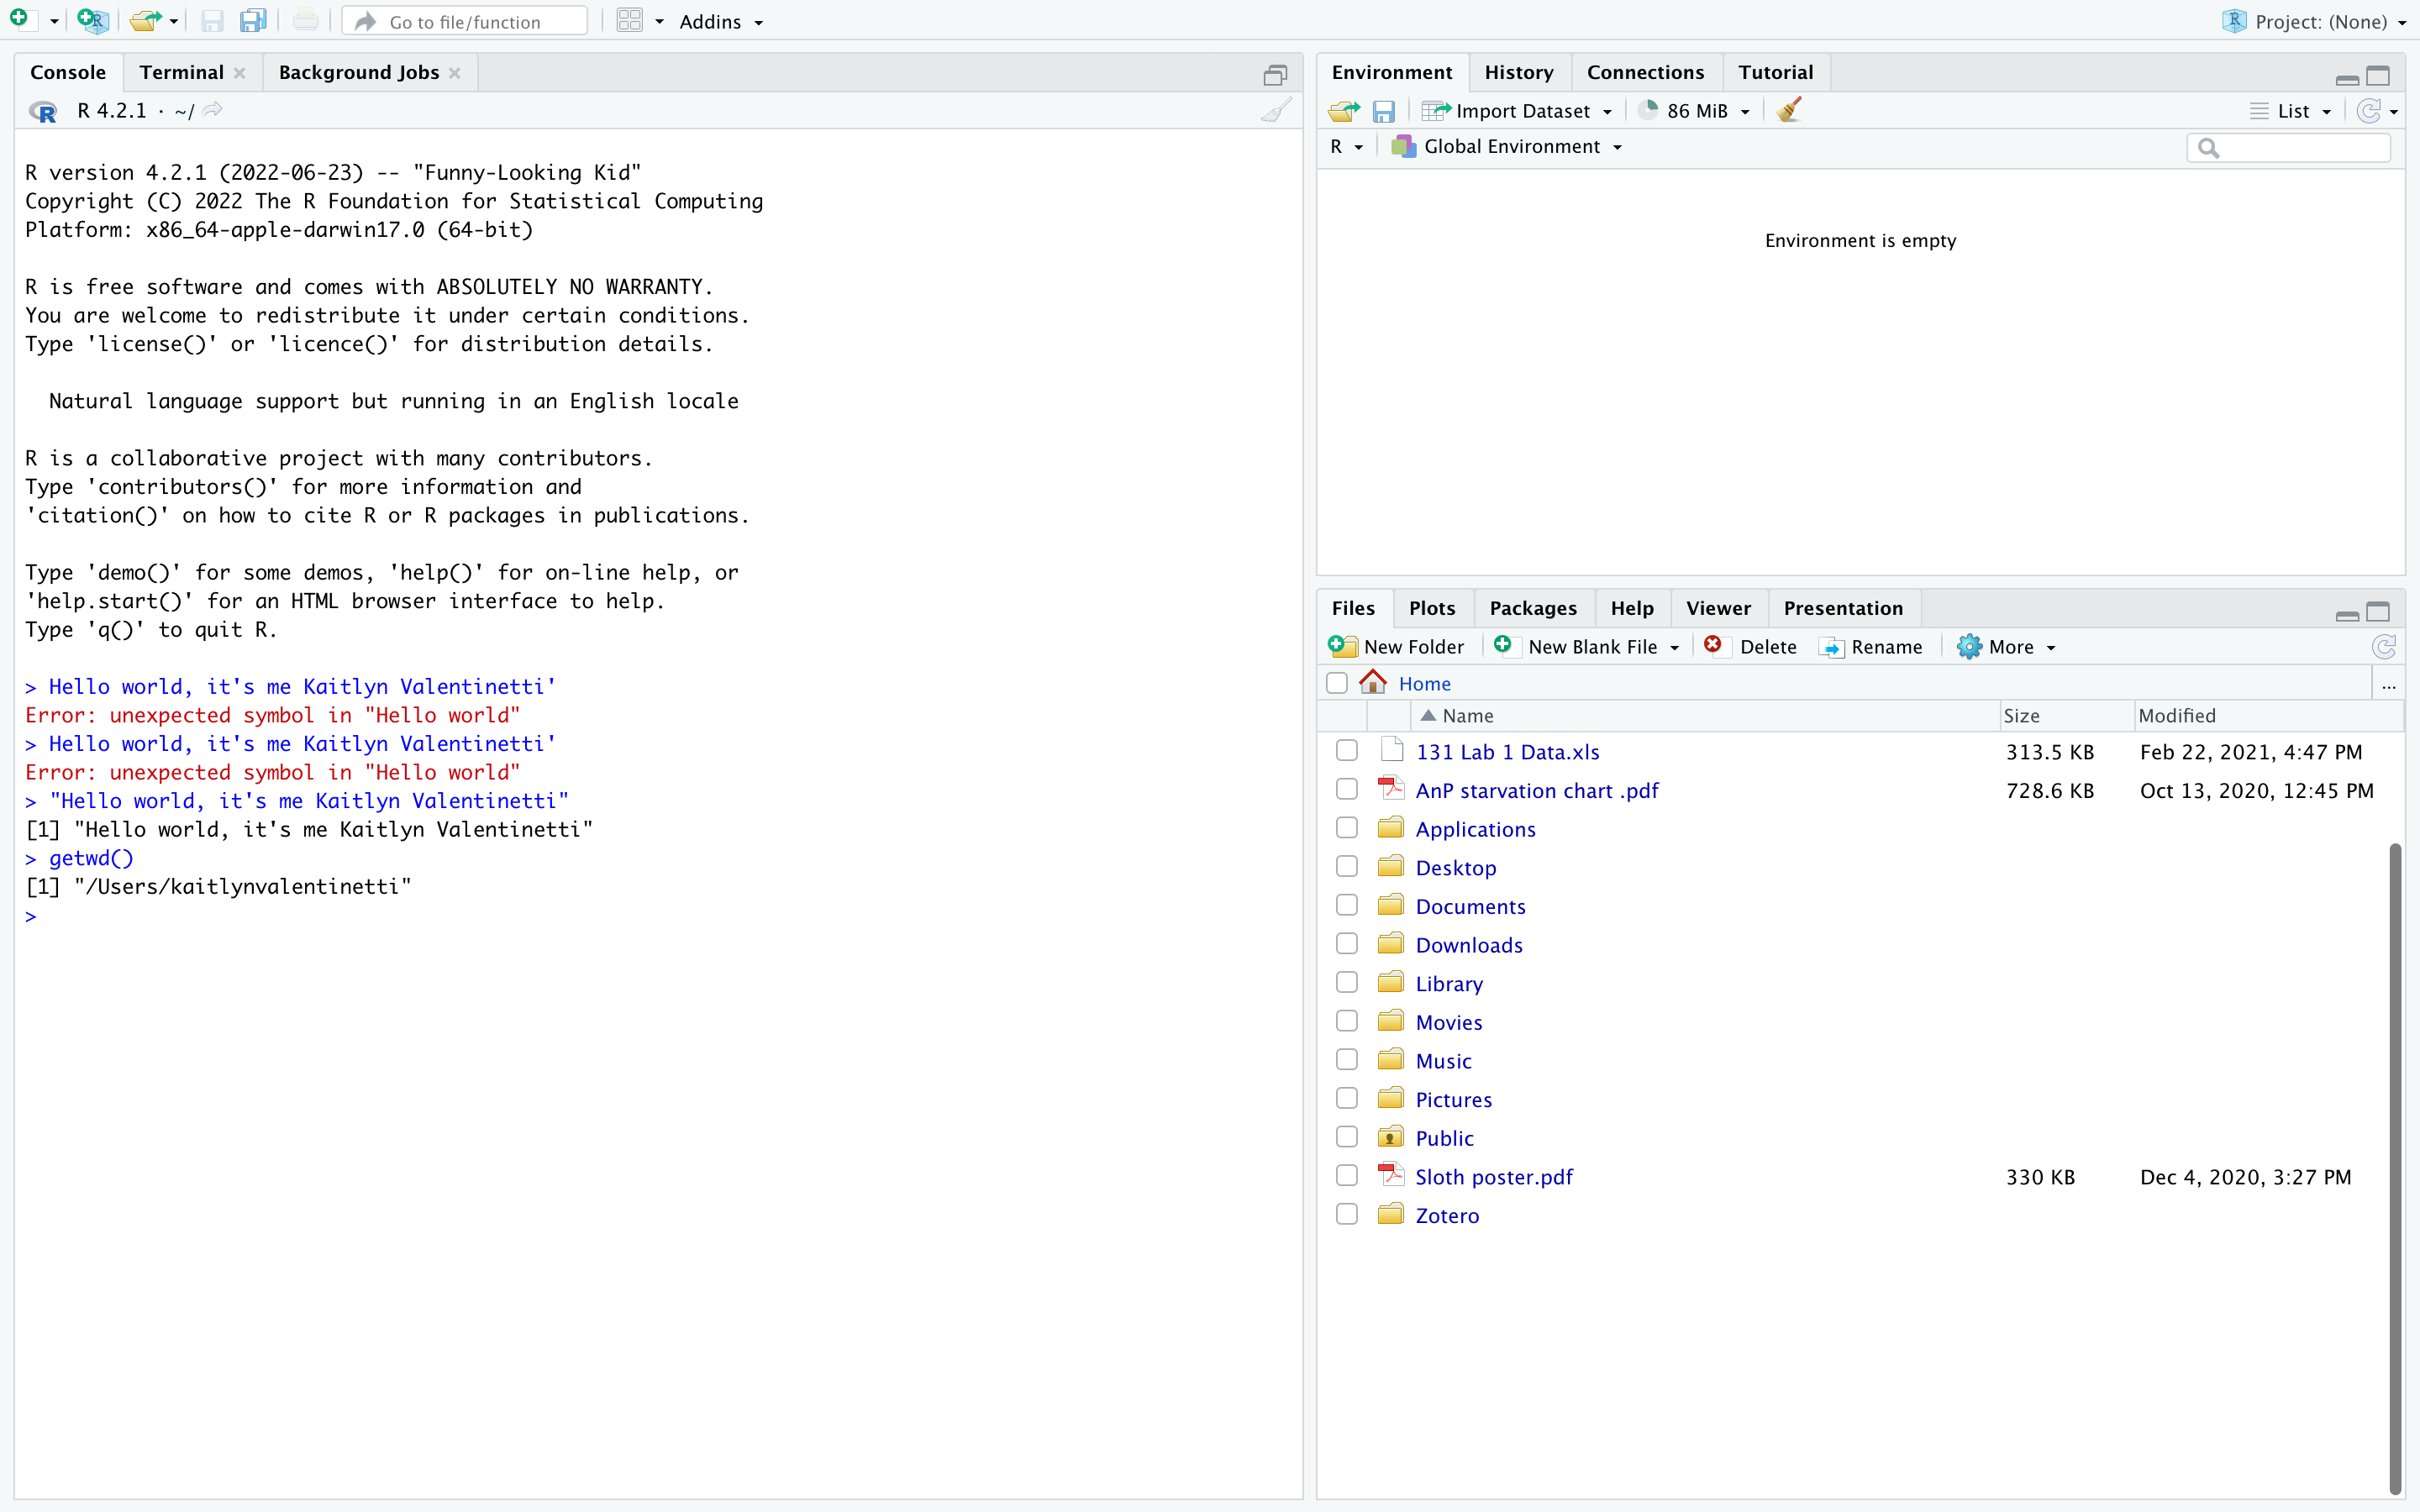 Go to file/function
Addins
Project: (None)
Console Terminal Background Jobs
R 4.2.1 · ~/
R version 4.2.1 (2022-06-23) -- "Funny-Looking Kid"
Copyright (C) 2022 The R Foundation for Statistical Computing
Platform: x86_64-apple-darwin17.0 (64-bit)
R is free software and comes with ABSOLUTELY NO WARRANTY.
You are welcome to redistribute it under certain conditions.
Type 'license()' or 'licence()' for distribution details.
Natural language support but running in an English locale
R is a collaborative project with many contributors.
Type 'contributors()' for more information and
'citation()' on how to cite R or R packages in publications.
Type 'demo()' for some demos, 'help()' for on-line help, or
'help.start()' for an HTML browser interface to help.
Type 'q()' to quit R.
> Hello world, it's me Kaitlyn Valentinetti'
Error: unexpected symbol in "Hello world"
> Hello world, it's me Kaitlyn Valentinetti'
Error: unexpected symbol in "Hello world"
> "Hello world, it's me Kaitlyn Valentinetti"
[1] "Hello world, it's me Kaitlyn Valentinetti"
> getwd()
[1] "/Users/kaitlynvalentinetti"
>
Environment History Connections Tutorial
Import Dataset 86 MiB List
R Global Environment
Environment is empty
Files Plots Packages Help Viewer Presentation
New Folder New Blank File Delete Rename More
Home ...
Name Size Modified
131 Lab 1 Data.xls 313.5 KB Feb 22, 2021, 4:47 PM
AnP starvation chart .pdf 728.6 KB Oct 13, 2020, 12:45 PM
Applications
Desktop
Documents
Downloads
Library
Movies
Music
Pictures
Public
Sloth poster.pdf 330 KB Dec 4, 2020, 3:27 PM
Zotero